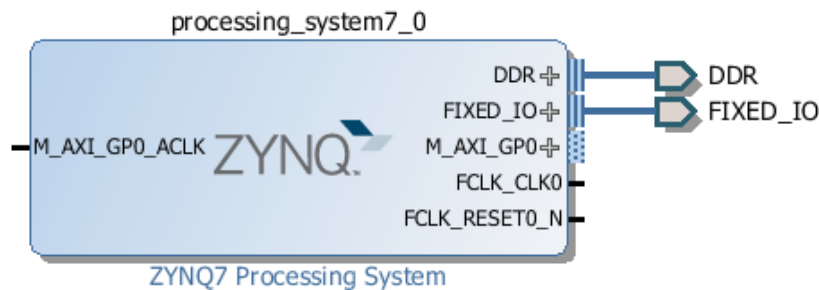 processing_system7_0
DDR
DDR
FIXED_IO
FIXED_IO
M_AXI_GP0_ACLK
ZYNQ
M_AXI_GP0
FCLK_CLK0
FCLK_RESET0_N
ZYNQ7 Processing System